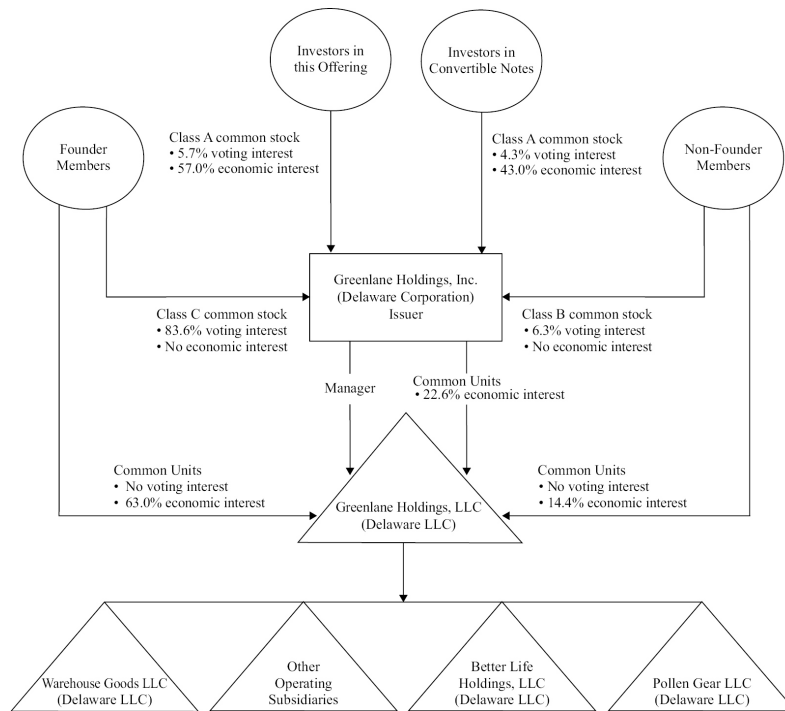 Investors in
this Offering
Investors in
Convertible Notes
Founder
Members
Class A common stock
• 5.7% voting interest
• 57.0% economic interest
Class A common stock
• 4.3% voting interest
• 43.0% economic interest
Non-Founder
Members
Greenlane Holdings, Inc.
(Delaware Corporation)
Issuer
Class C common stock
• 83.6% voting interest
• No economic interest
Class B common stock
• 6.3% voting interest
• No economic interest
Manager
Common Units
• 22.6% economic interest
Common Units
• No voting interest
• 63.0% economic interest
Common Units
• No voting interest
• 14.4% economic interest
Greenlane Holdings, LLC
(Delaware LLC)
Warehouse Goods LLC
(Delaware LLC)
Other
Operating
Subsidiaries
Better Life
Holdings, LLC
(Delaware LLC)
Pollen Gear LLC
(Delaware LLC)